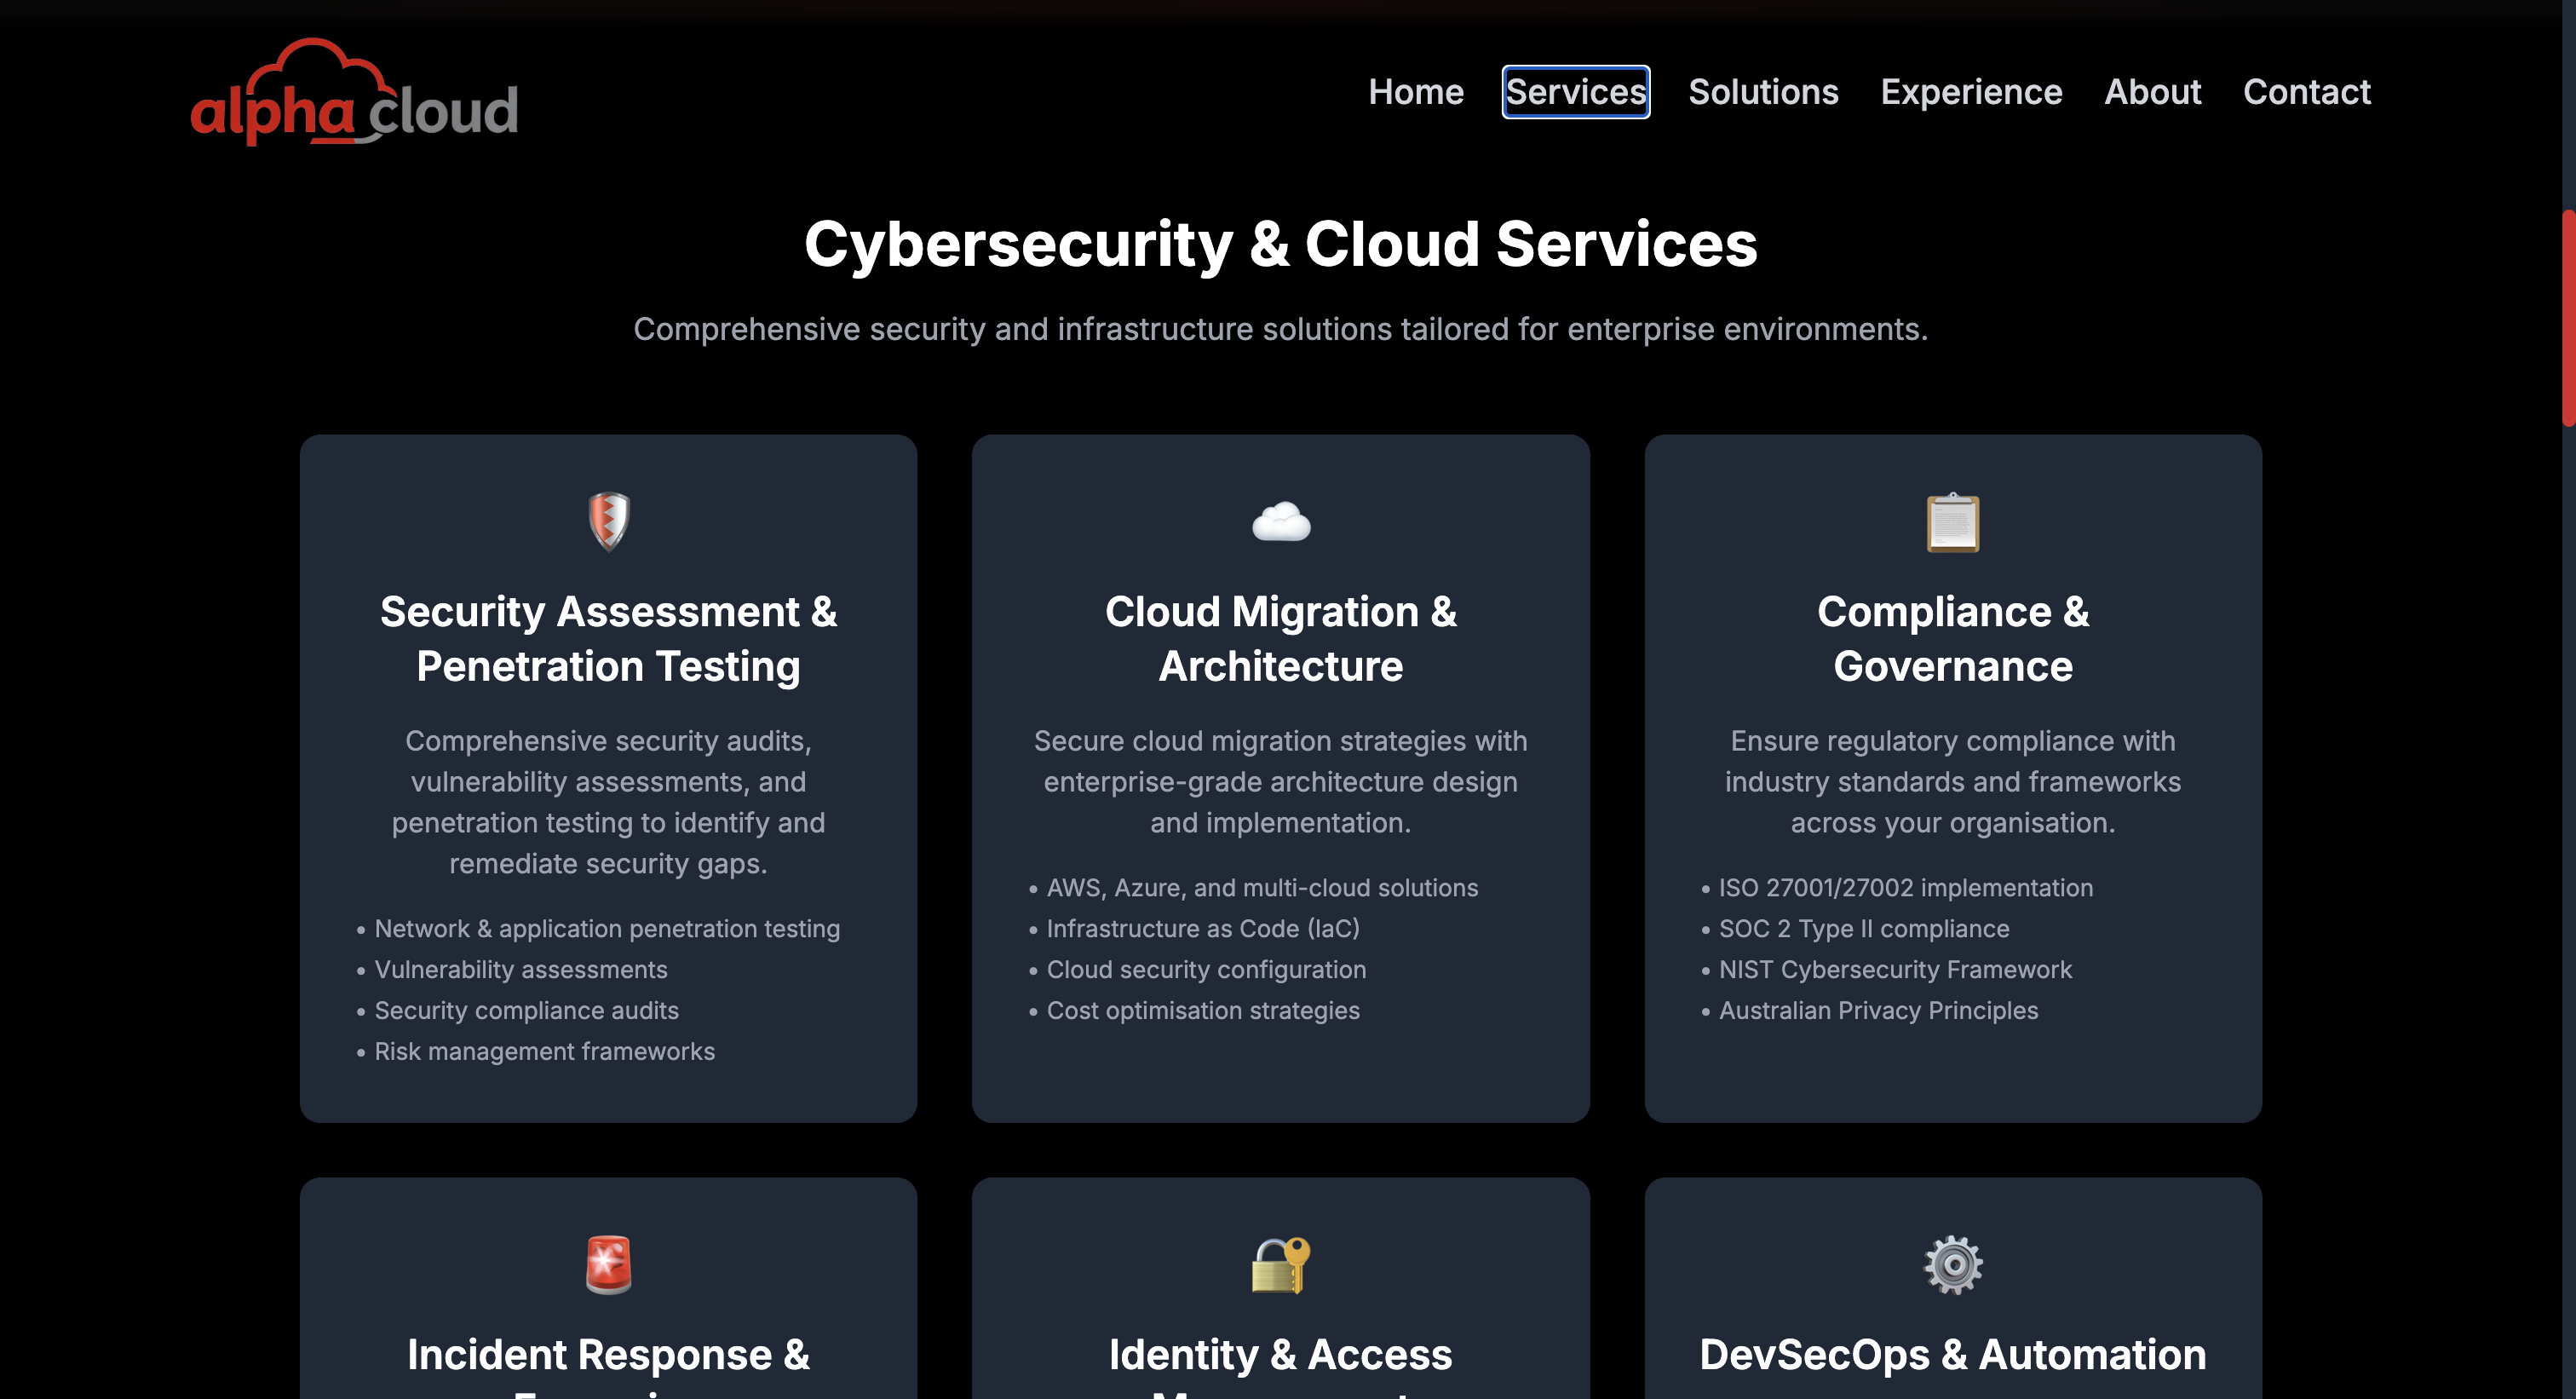 alpha cloud
Home Services Solutions Experience About Contact
Cybersecurity & Cloud Services
Comprehensive security and infrastructure solutions tailored for enterprise environments.
Security Assessment &
Penetration Testing
Comprehensive security audits,
vulnerability assessments, and
penetration testing to identify and
remediate security gaps.
• Network & application penetration testing
• Vulnerability assessments
• Security compliance audits
• Risk management frameworks
Cloud Migration &
Architecture
Secure cloud migration strategies with
enterprise-grade architecture design
and implementation.
• AWS, Azure, and multi-cloud solutions
• Infrastructure as Code (IaC)
• Cloud security configuration
• Cost optimisation strategies
Compliance &
Governance
Ensure regulatory compliance with
industry standards and frameworks
across your organisation.
• ISO 27001/27002 implementation
• SOC 2 Type II compliance
• NIST Cybersecurity Framework
• Australian Privacy Principles
Incident Response &
Identity & Access
DevSecOps & Automation